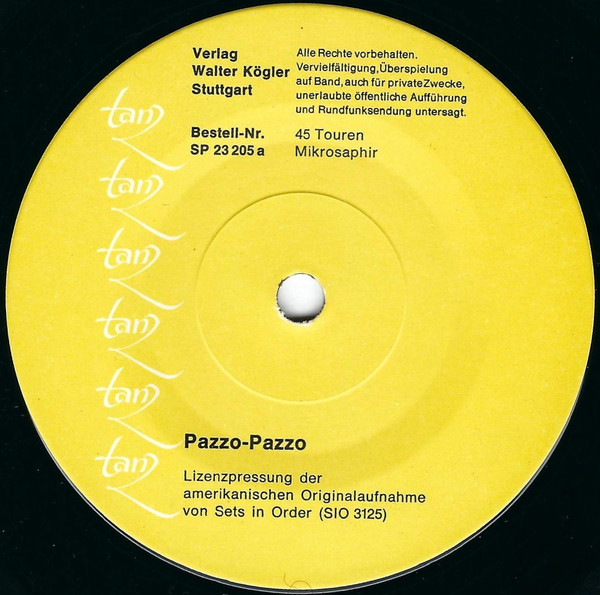 Verlag
Walter Kögler
Stuttgart
Alle Rechte vorbehalten.
Vervielfältigung,Überspielung
auf Band, auch für private Zwecke,
unerlaubte öffentliche Aufführung
und Rundfunksendung untersagt.
Bestell-Nr.
SP 23 205 a
45 Touren
Mikrosaphir
tanz
tanz
tanz
tanz
tanz
tanz
Pazzo-Pazzo
Lizenzpressung der
amerikanischen Originalaufnahme
von Sets in Order (SIO 3125)